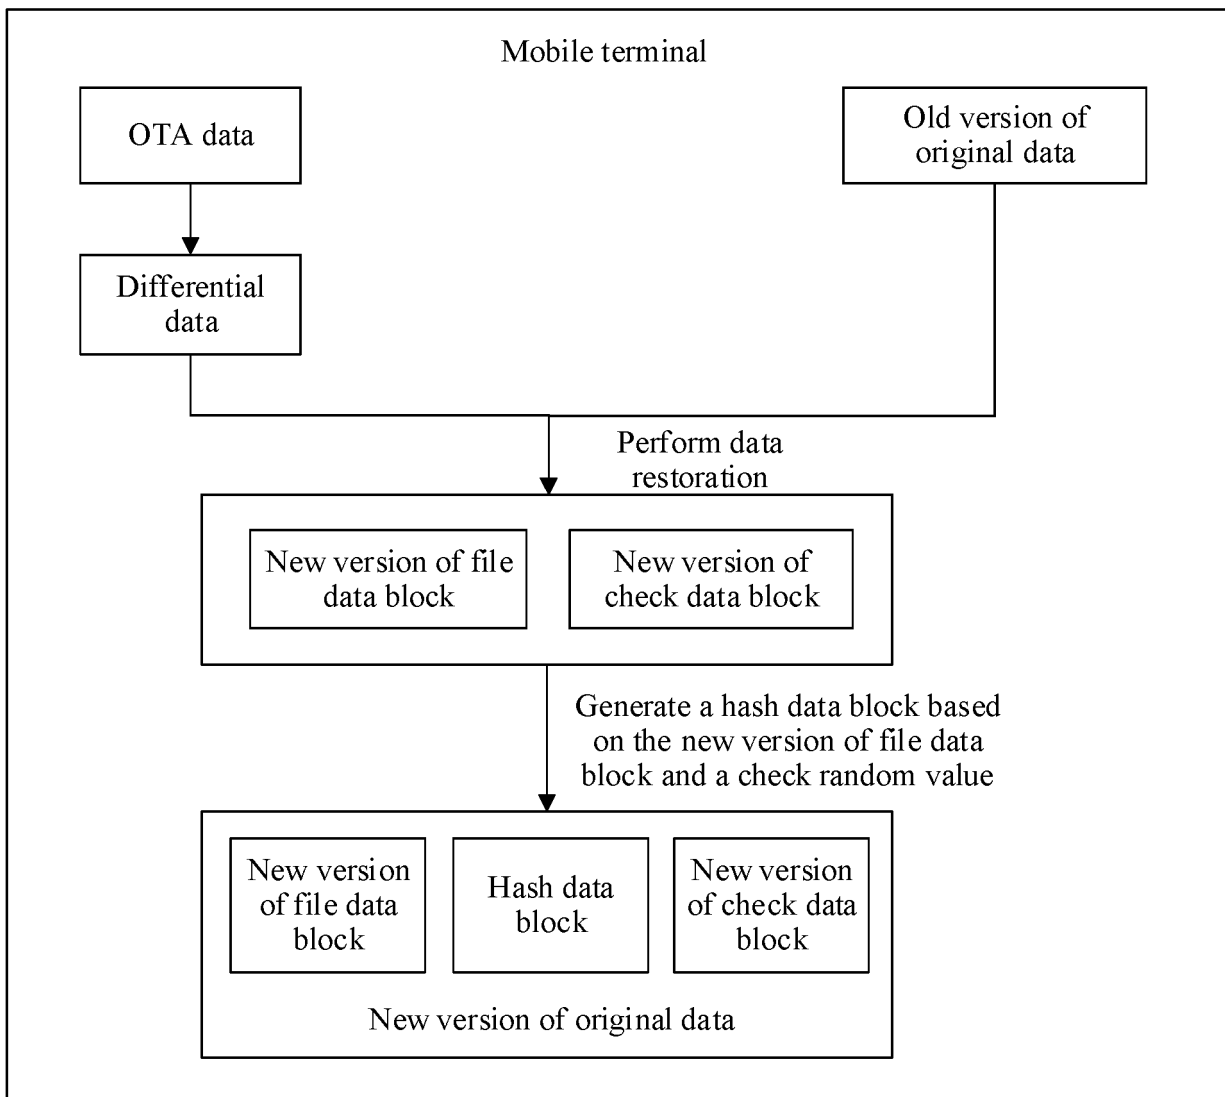 Mobile terminal
OTA data
Old version of
original data
Differential
data
Perform data
restoration
New version of file
data block
New version of
check data block
Generate a hash data block based
on the new version of file data
block and a check random value
New version
of file data
block
Hash data
block
New version
of check data
block
New version of original data